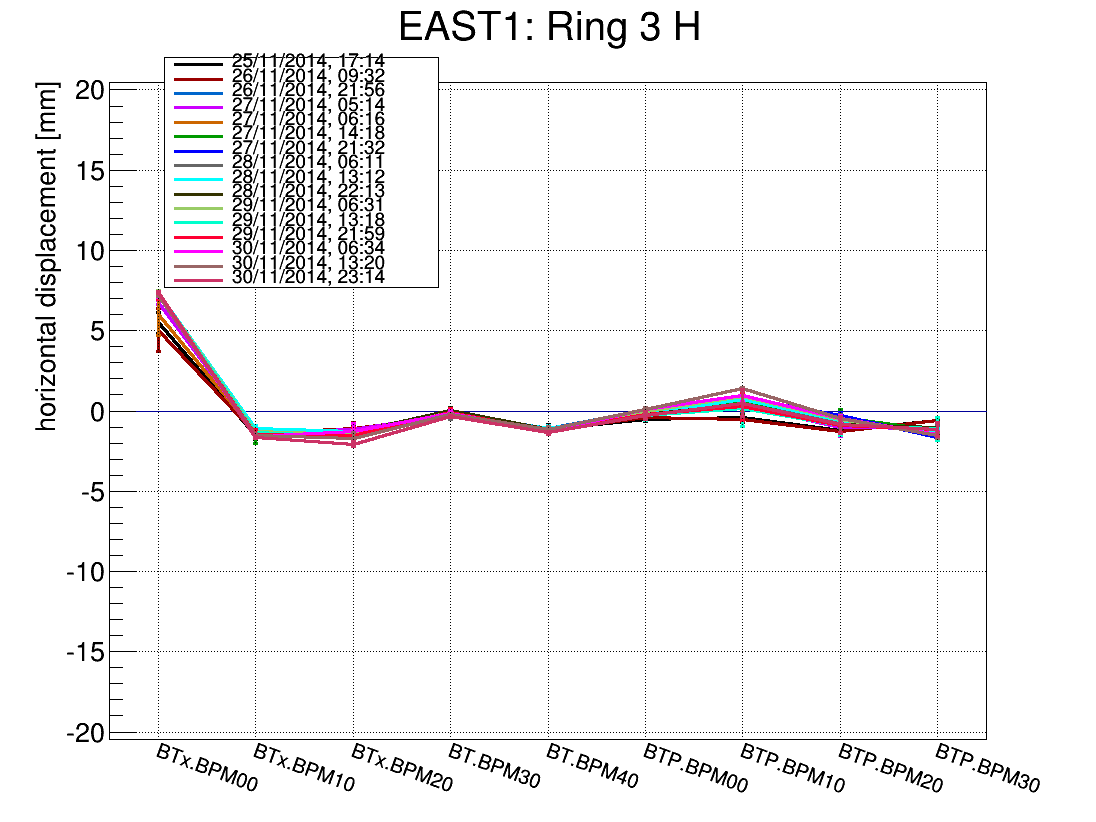 EAST1: Ring 3 H
horizontal displacement [mm]
25/11/2014, 17:14
26/11/2014, 09:32
26/11/2014, 21:56
27/11/2014, 05:14
27/11/2014, 06:16
27/11/2014, 14:18
27/11/2014, 21:32
28/11/2014, 06:11
28/11/2014, 13:12
28/11/2014, 22:13
29/11/2014, 06:31
29/11/2014, 13:18
29/11/2014, 21:59
30/11/2014, 06:34
30/11/2014, 13:20
30/11/2014, 23:14
20
15
10
5
0
-5
-10
-15
-20
BTx.BPM00
BTx.BPM10
BTx.BPM20
BT.BPM30
BT.BPM40
BTP.BPM00
BTP.BPM10
BTP.BPM20
BTP.BPM30